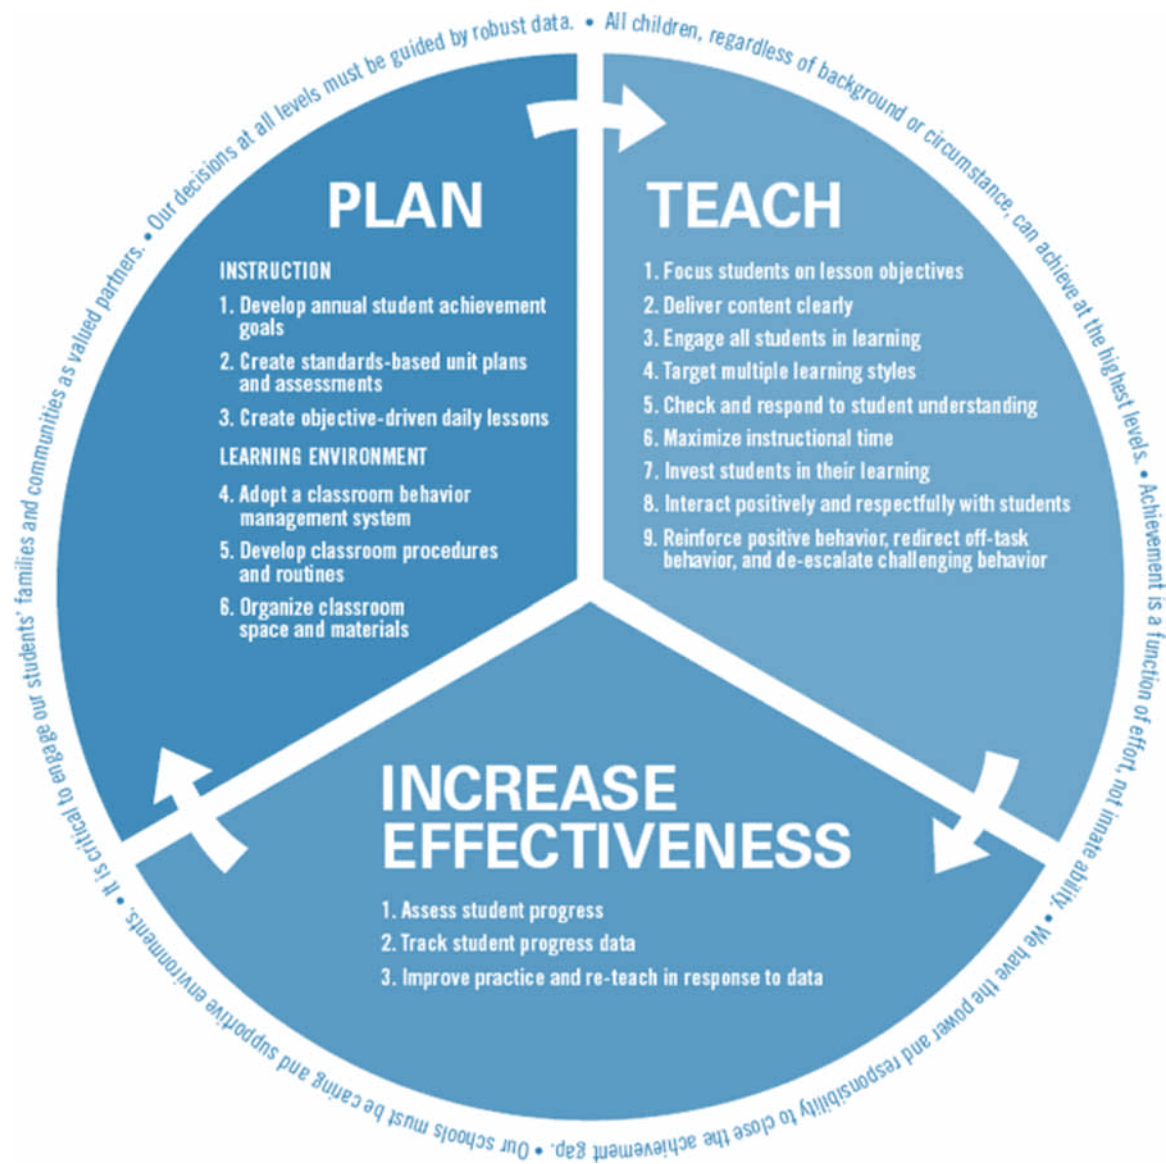 PLAN
INSTRUCTION
1. Develop annual student achievement
goals
2. Create standards-based unit plans
and assessments
3. Create objective-driven daily lessons
LEARNING ENVIRONMENT
4. Adopt a classroom behavior
management system
5. Develop classroom procedures
and routines
6. Organize classroom
space and materials
TEACH
1. Focus students on lesson objectives
2. Deliver content clearly
3. Engage all students in learning
4. Target multiple learning styles
5. Check and respond to student understanding
6. Maximize instructional time
7. Invest students in their learning
8. Interact positively and respectfully with students
9. Reinforce positive behavior, redirect off-task
behavior, and de-escalate challenging behavior
INCREASE
EFFECTIVENESS
1. Assess student progress
2. Track student progress data
3. Improve practice and re-teach in response to data
• All children, regardless of background or circumstance, can achieve at the highest levels. • Achievement is a function of effort, not innate ability. • We have the power and responsibility to close the achievement gap. • Our schools must be caring and supportive environments. • It is critical to engage our students' families and communities as valued partners. • Our decisions at all levels must be guided by robust data.